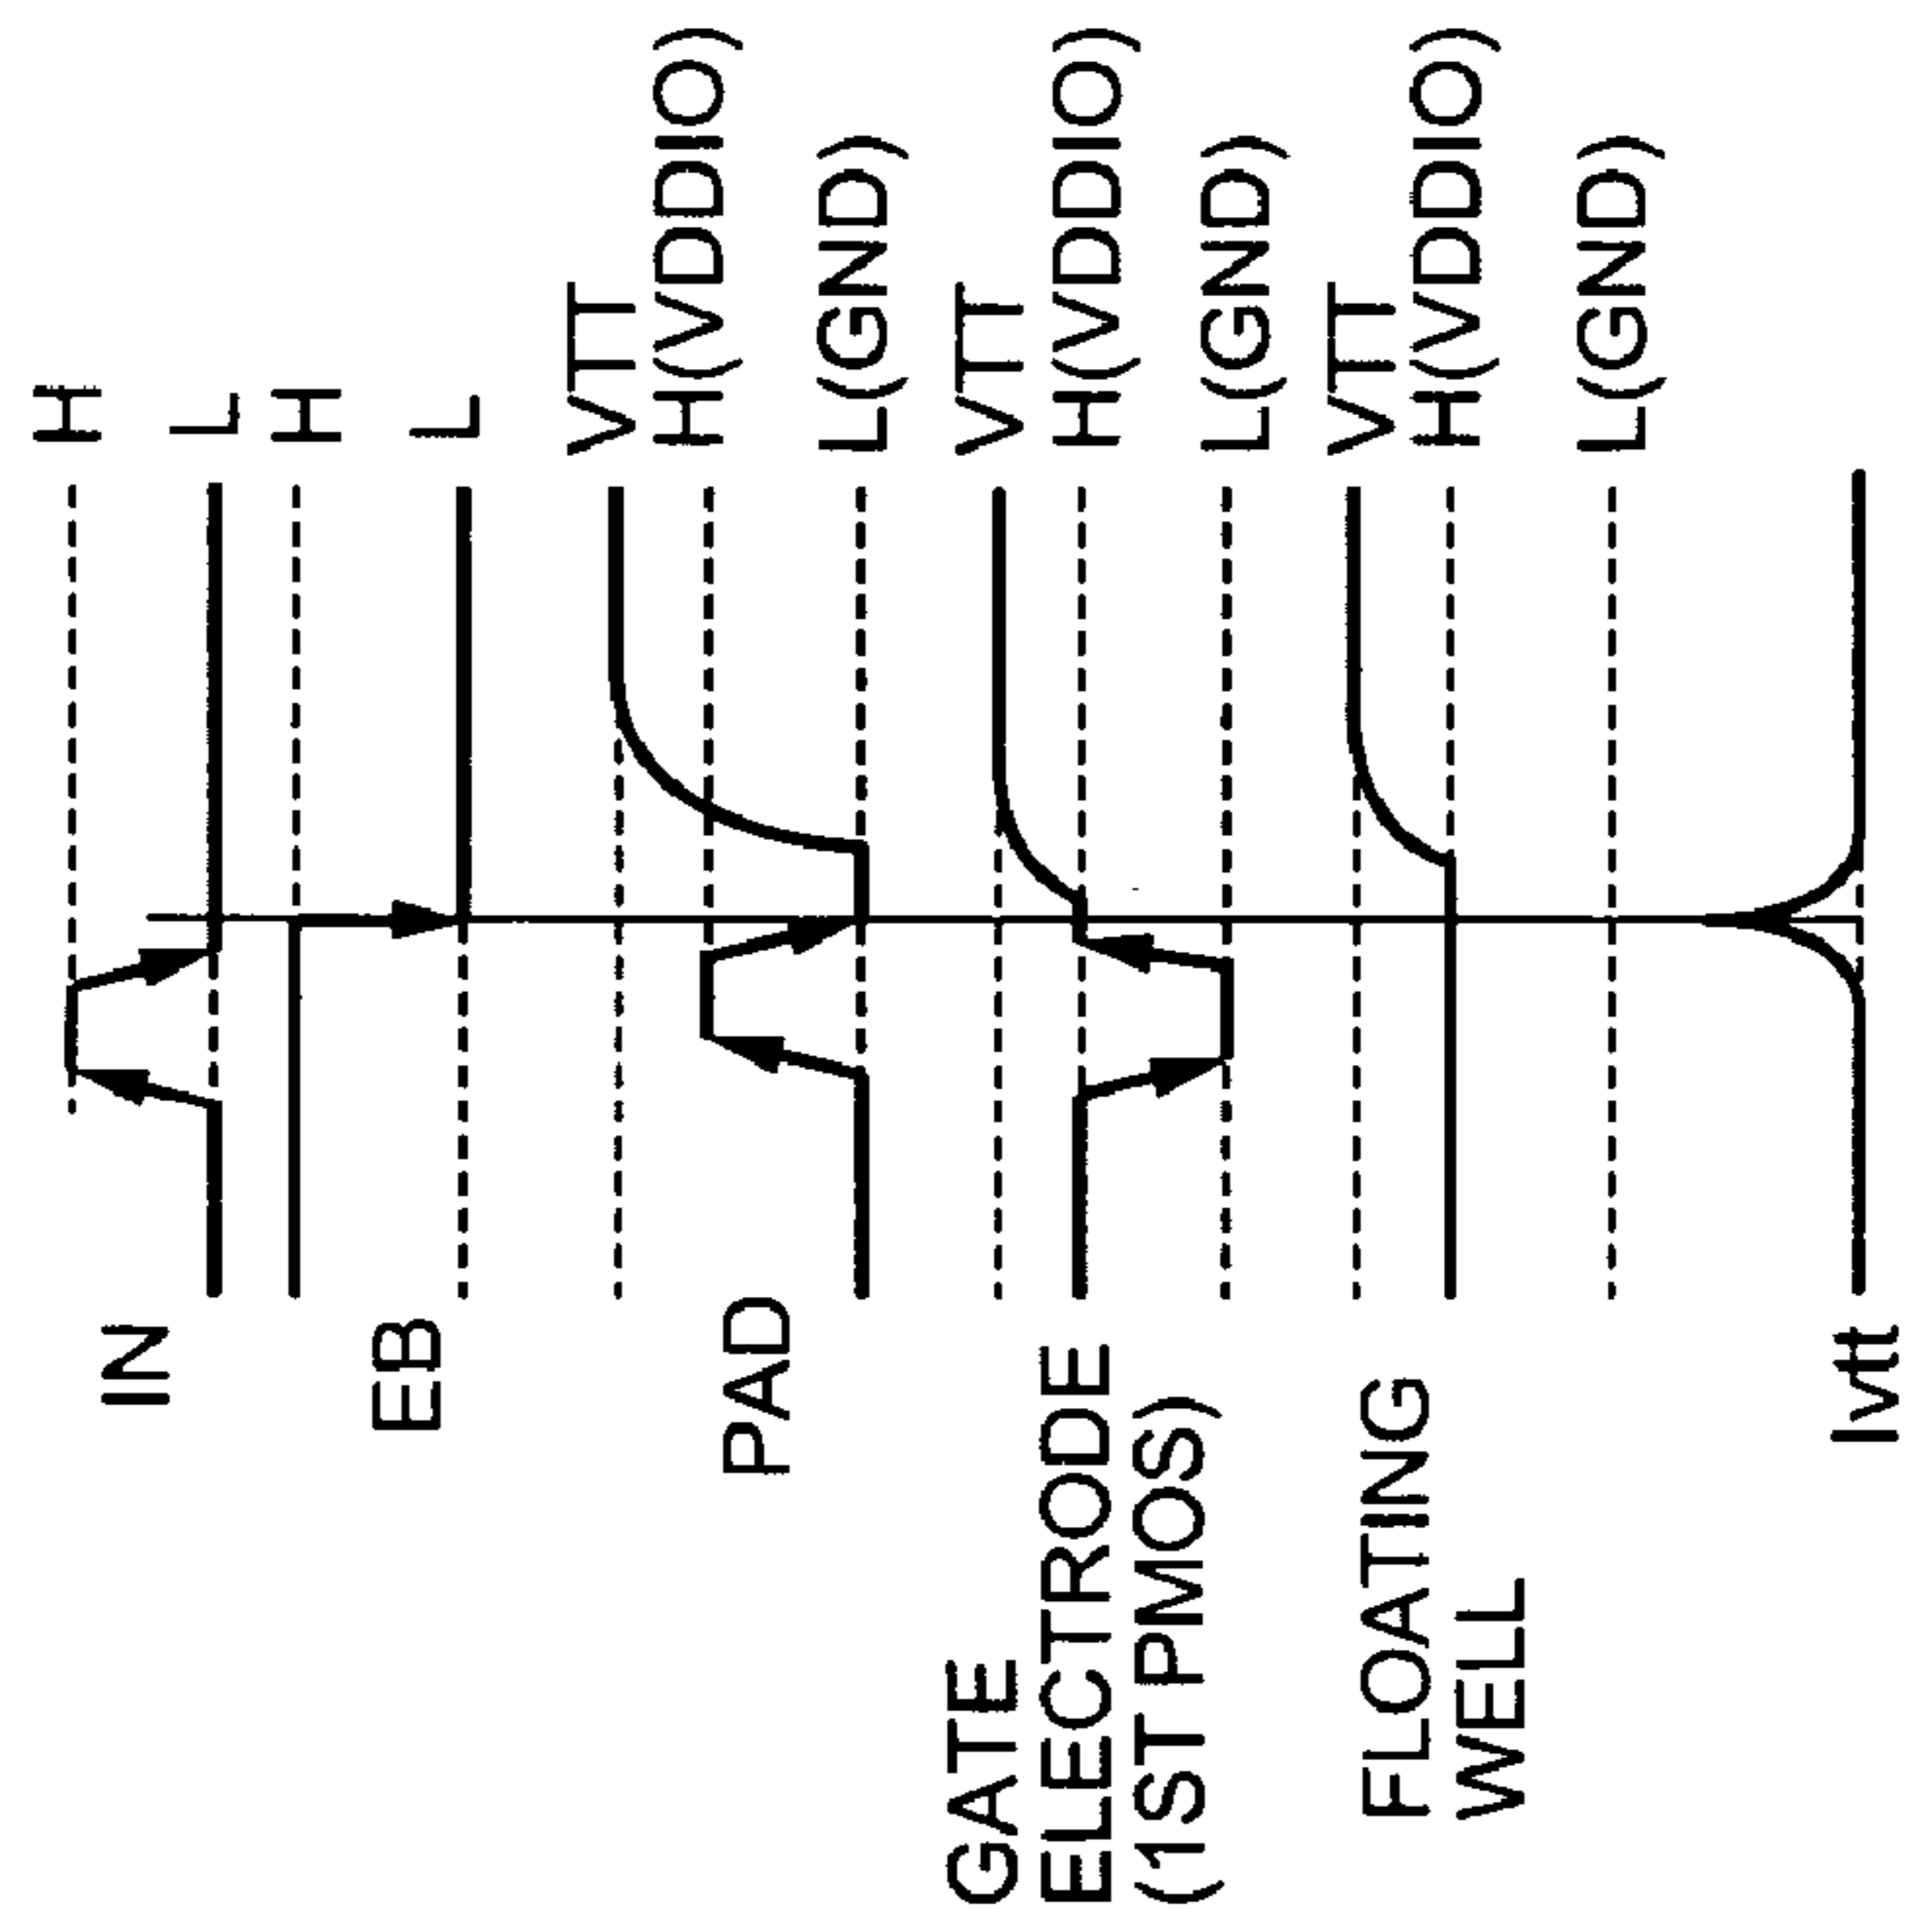 IN
H
L
EB
H
L
PAD
VTT
H(VDDIO)
L(GND)
GATE
ELECTRODE
(1ST PMOS)
VTT
H(VDDIO)
L(GND)
FLOATING
WELL
VTT
H(VDDIO)
L(GND)
Ivtt